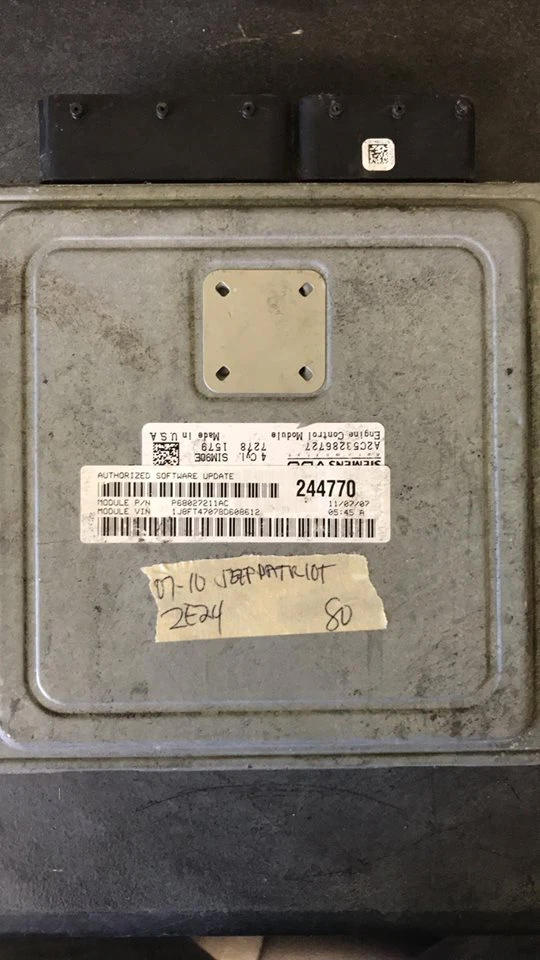 Engine Control Module
Made in U.S.A
A2C53286727
7278 1579
4 Cyl. SIM90E
SIEMENS VDO
AUTHORIZED SOFTWARE UPDATE
244770
MODULE P/N P68027211AC 11/07/07
MODULE VIN 1J8FT47078D608612 05:45 A
07-10 JEEP PATRIOT
2E24 80